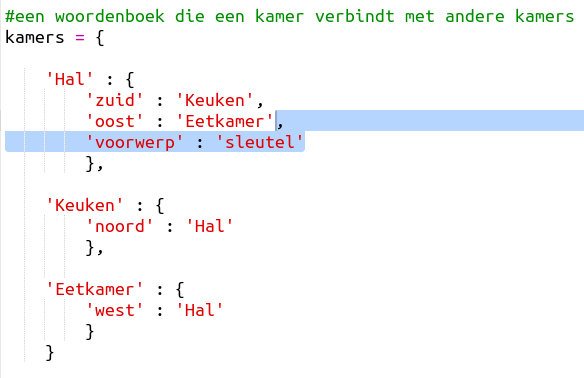 #een woordenboek die een kamer verbindt met andere kamers
kamers = {
'Hal' : {
'zuid' : 'Keuken',
'oost' : 'Eetkamer',
'voorwerp' : 'sleutel'
},
'Keuken' : {
'noord' : 'Hal'
},
'Eetkamer' : {
'west' : 'Hal'
}
}